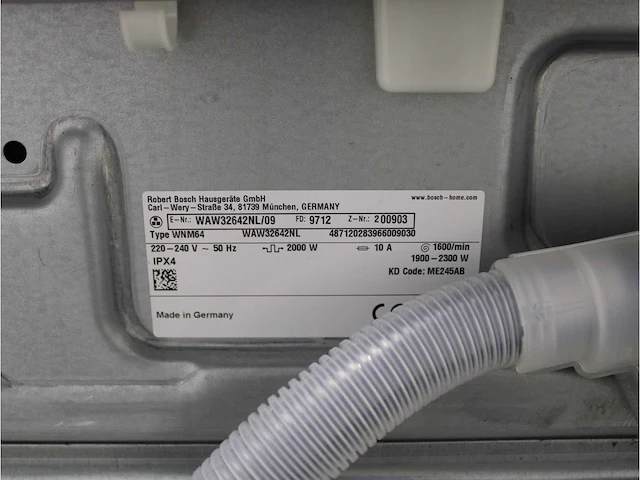 Robert Bosch Hausgeräte GmbH
Carl-Wery-Straße 34, 81739 München, GERMANY
www.bosch-home.com
E-Nr.: WAW32642NL/09 FD: 9712 Z-Nr.: 200903
Type WNM64 WAW32642NL 487120283966009030
220-240 V ~ 50 Hz 2000 W 10 A 1600/min
1900-2300 W
IPX4
KD Code: ME245AB
Made in Germany